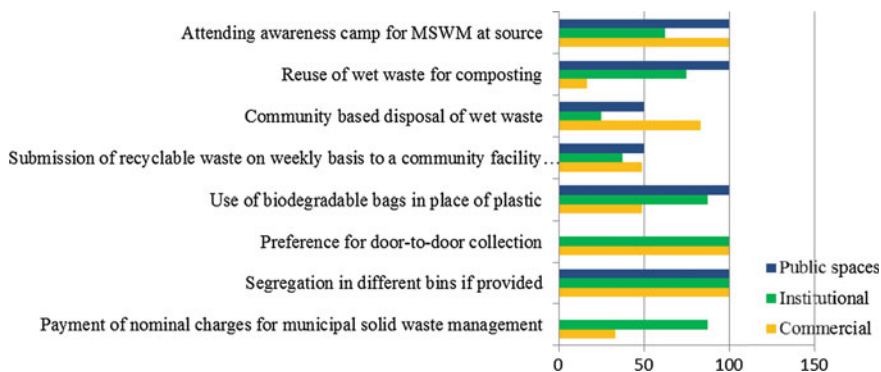 Attending awareness camp for MSWM at source
Reuse of wet waste for composting
Community based disposal of wet waste
Submission of recyclable waste on weekly basis to a community facility ...
Use of biodegradable bags in place of plastic
Preference for door-to-door collection
Segregation in different bins if provided
Payment of nominal charges for municipal solid waste management
Public spaces
Institutional
Commercial
0 50 100 150